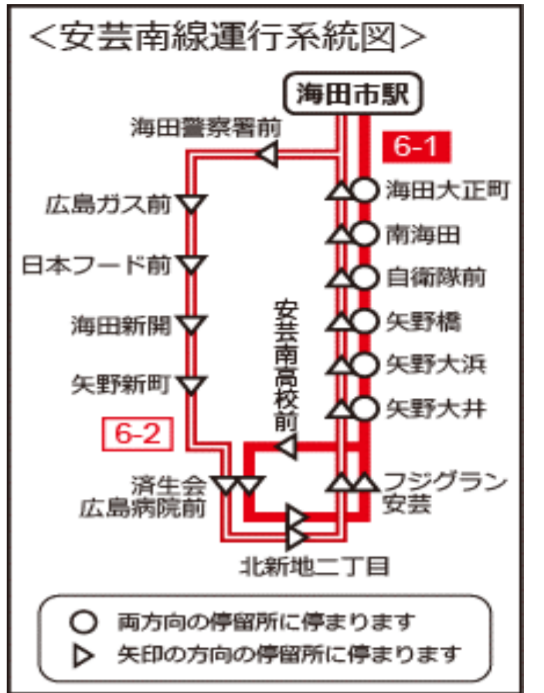 <安芸南線運行系統図>
海田市駅
海田警察署前
6-1
広島ガス前
海田大正町
南海田
日本フード前
自衛隊前
海田新開
矢野橋
安芸南高校前
矢野新町
矢野大浜
矢野大井
6-2
済生会
広島病院前
フジグラン
安芸
北新地二丁目
両方向の停留所に停まります
矢印の方向の停留所に停まります